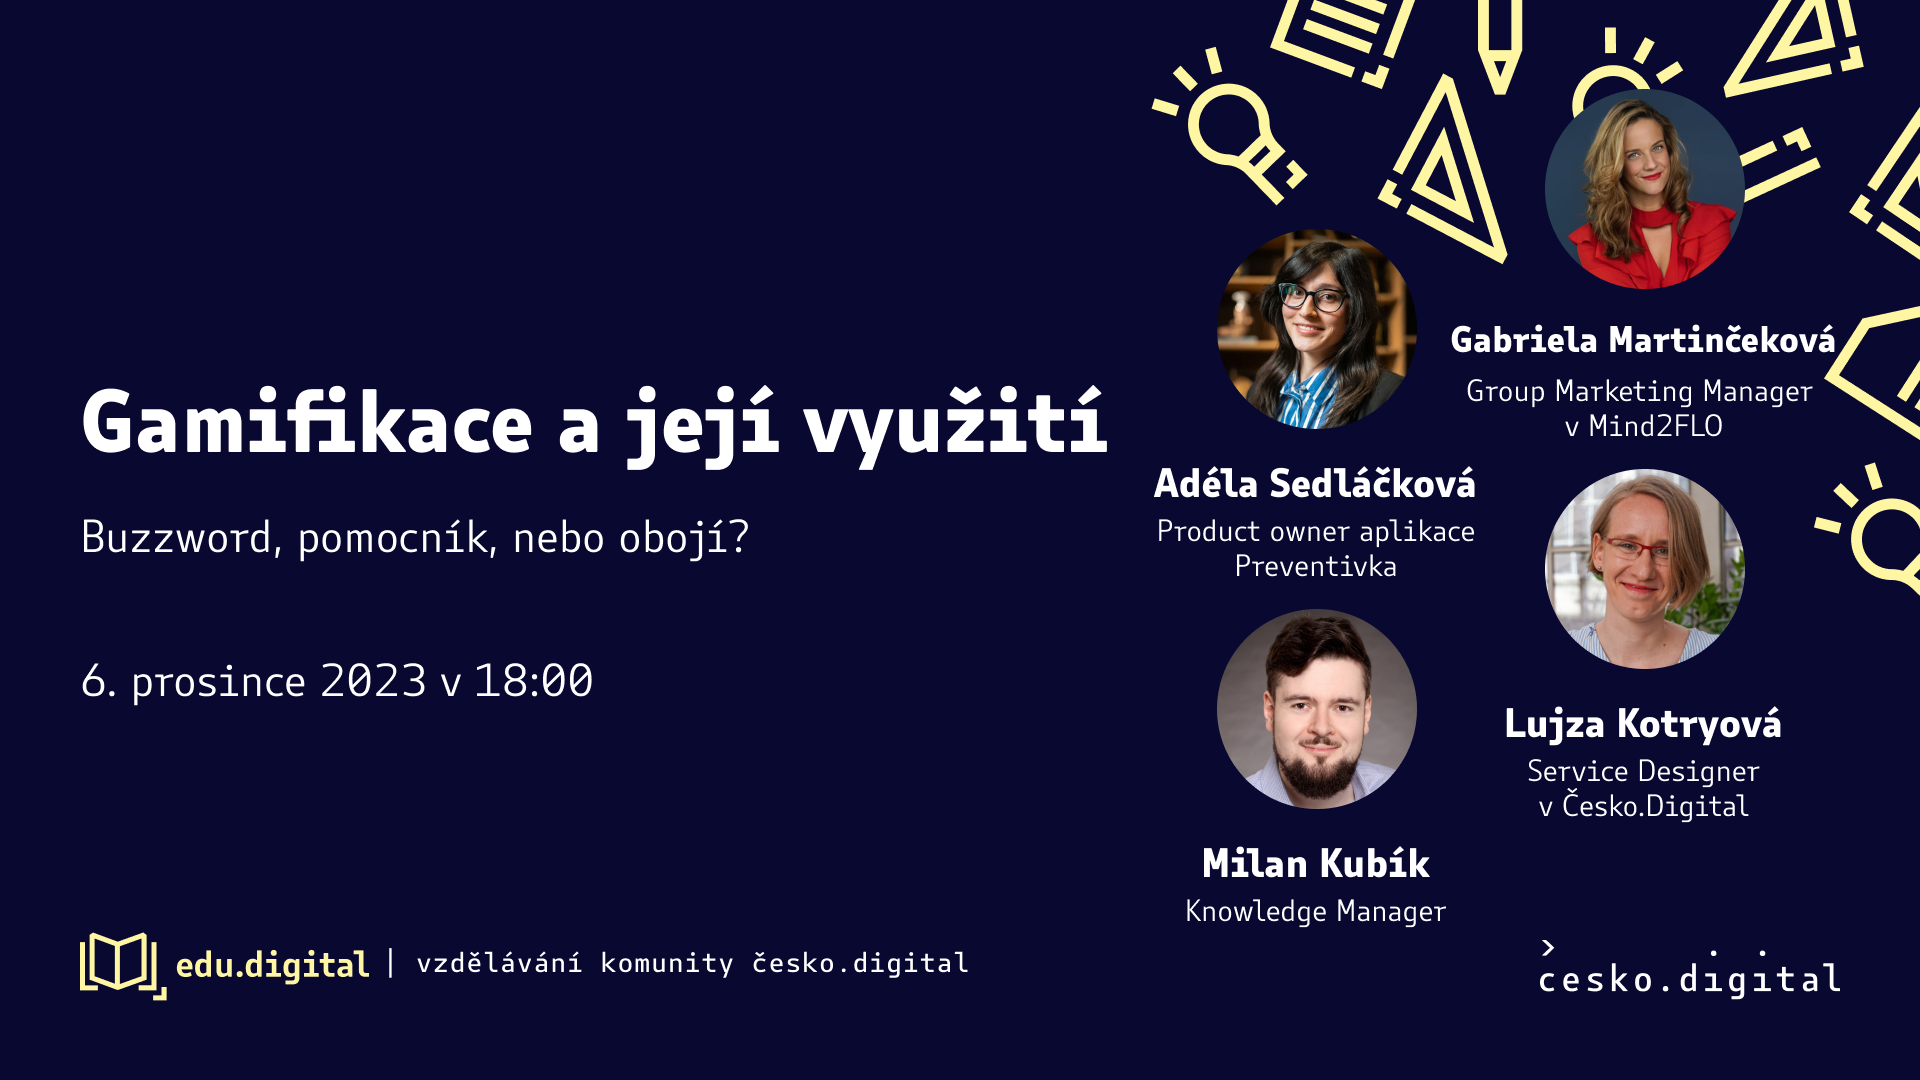 Gamifikace a její využití
Buzzword, pomocník, nebo obojí?
6. prosince 2023 v 18:00
Gabriela Martinčeková
Group Marketing Manager
v Mind2FLO
Adéla Sedláčková
Product owner aplikace
Preventivka
Lujza Kotryová
Service Designer
v Česko.Digital
Milan Kubík
Knowledge Manager
edu.digital | vzdělávání komunity česko.digital
česko.digital